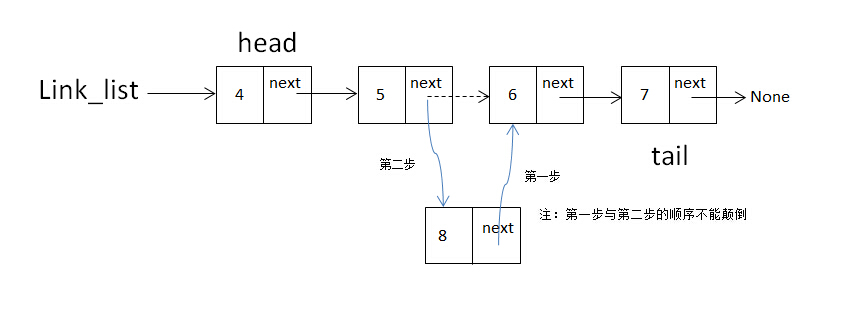 head
Link_list
4 next
5 next
6 next
7 next
None
tail
第二步
第一步
8 next
注：第一步与第二步的顺序不能颠倒